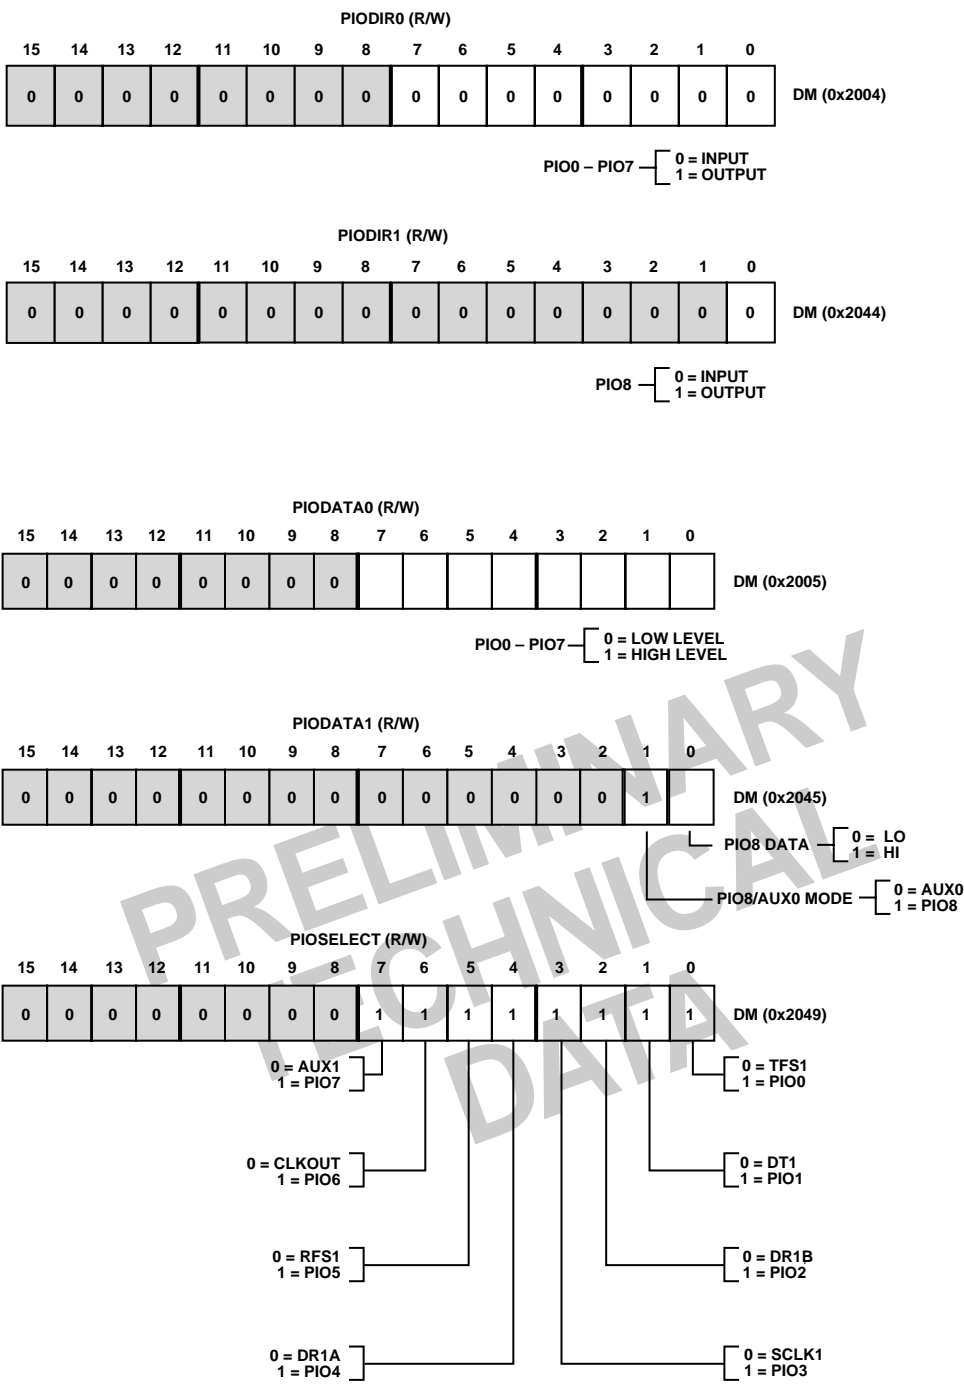 PIODIR0 (R/W)
15 14 13 12 11 10 9 8 7 6 5 4 3 2 1 0
0 0 0 0 0 0 0 0 0 0 0 0 0 0 0 0 DM (0x2004)
PIO0 – PIO7 0 = INPUT
1 = OUTPUT
PIODIR1 (R/W)
15 14 13 12 11 10 9 8 7 6 5 4 3 2 1 0
0 0 0 0 0 0 0 0 0 0 0 0 0 0 0 0 DM (0x2044)
PIO8 0 = INPUT
1 = OUTPUT
PIODATA0 (R/W)
15 14 13 12 11 10 9 8 7 6 5 4 3 2 1 0
0 0 0 0 0 0 0 0 DM (0x2005)
PIO0 – PIO7 0 = LOW LEVEL
1 = HIGH LEVEL
PIODATA1 (R/W)
15 14 13 12 11 10 9 8 7 6 5 4 3 2 1 0
0 0 0 0 0 0 0 0 0 0 0 0 0 0 1 DM (0x2045)
PIO8 DATA 0 = LO
1 = HI
PIO8/AUX0 MODE 0 = AUX0
1 = PIO8
PRELIMINARY
TECHNICAL
DATA
PIOSELECT (R/W)
15 14 13 12 11 10 9 8 7 6 5 4 3 2 1 0
0 0 0 0 0 0 0 0 1 1 1 1 1 1 1 1 DM (0x2049)
0 = AUX1
1 = PIO7
0 = TFS1
1 = PIO0
0 = CLKOUT
1 = PIO6
0 = DT1
1 = PIO1
0 = RFS1
1 = PIO5
0 = DR1B
1 = PIO2
0 = DR1A
1 = PIO4
0 = SCLK1
1 = PIO3